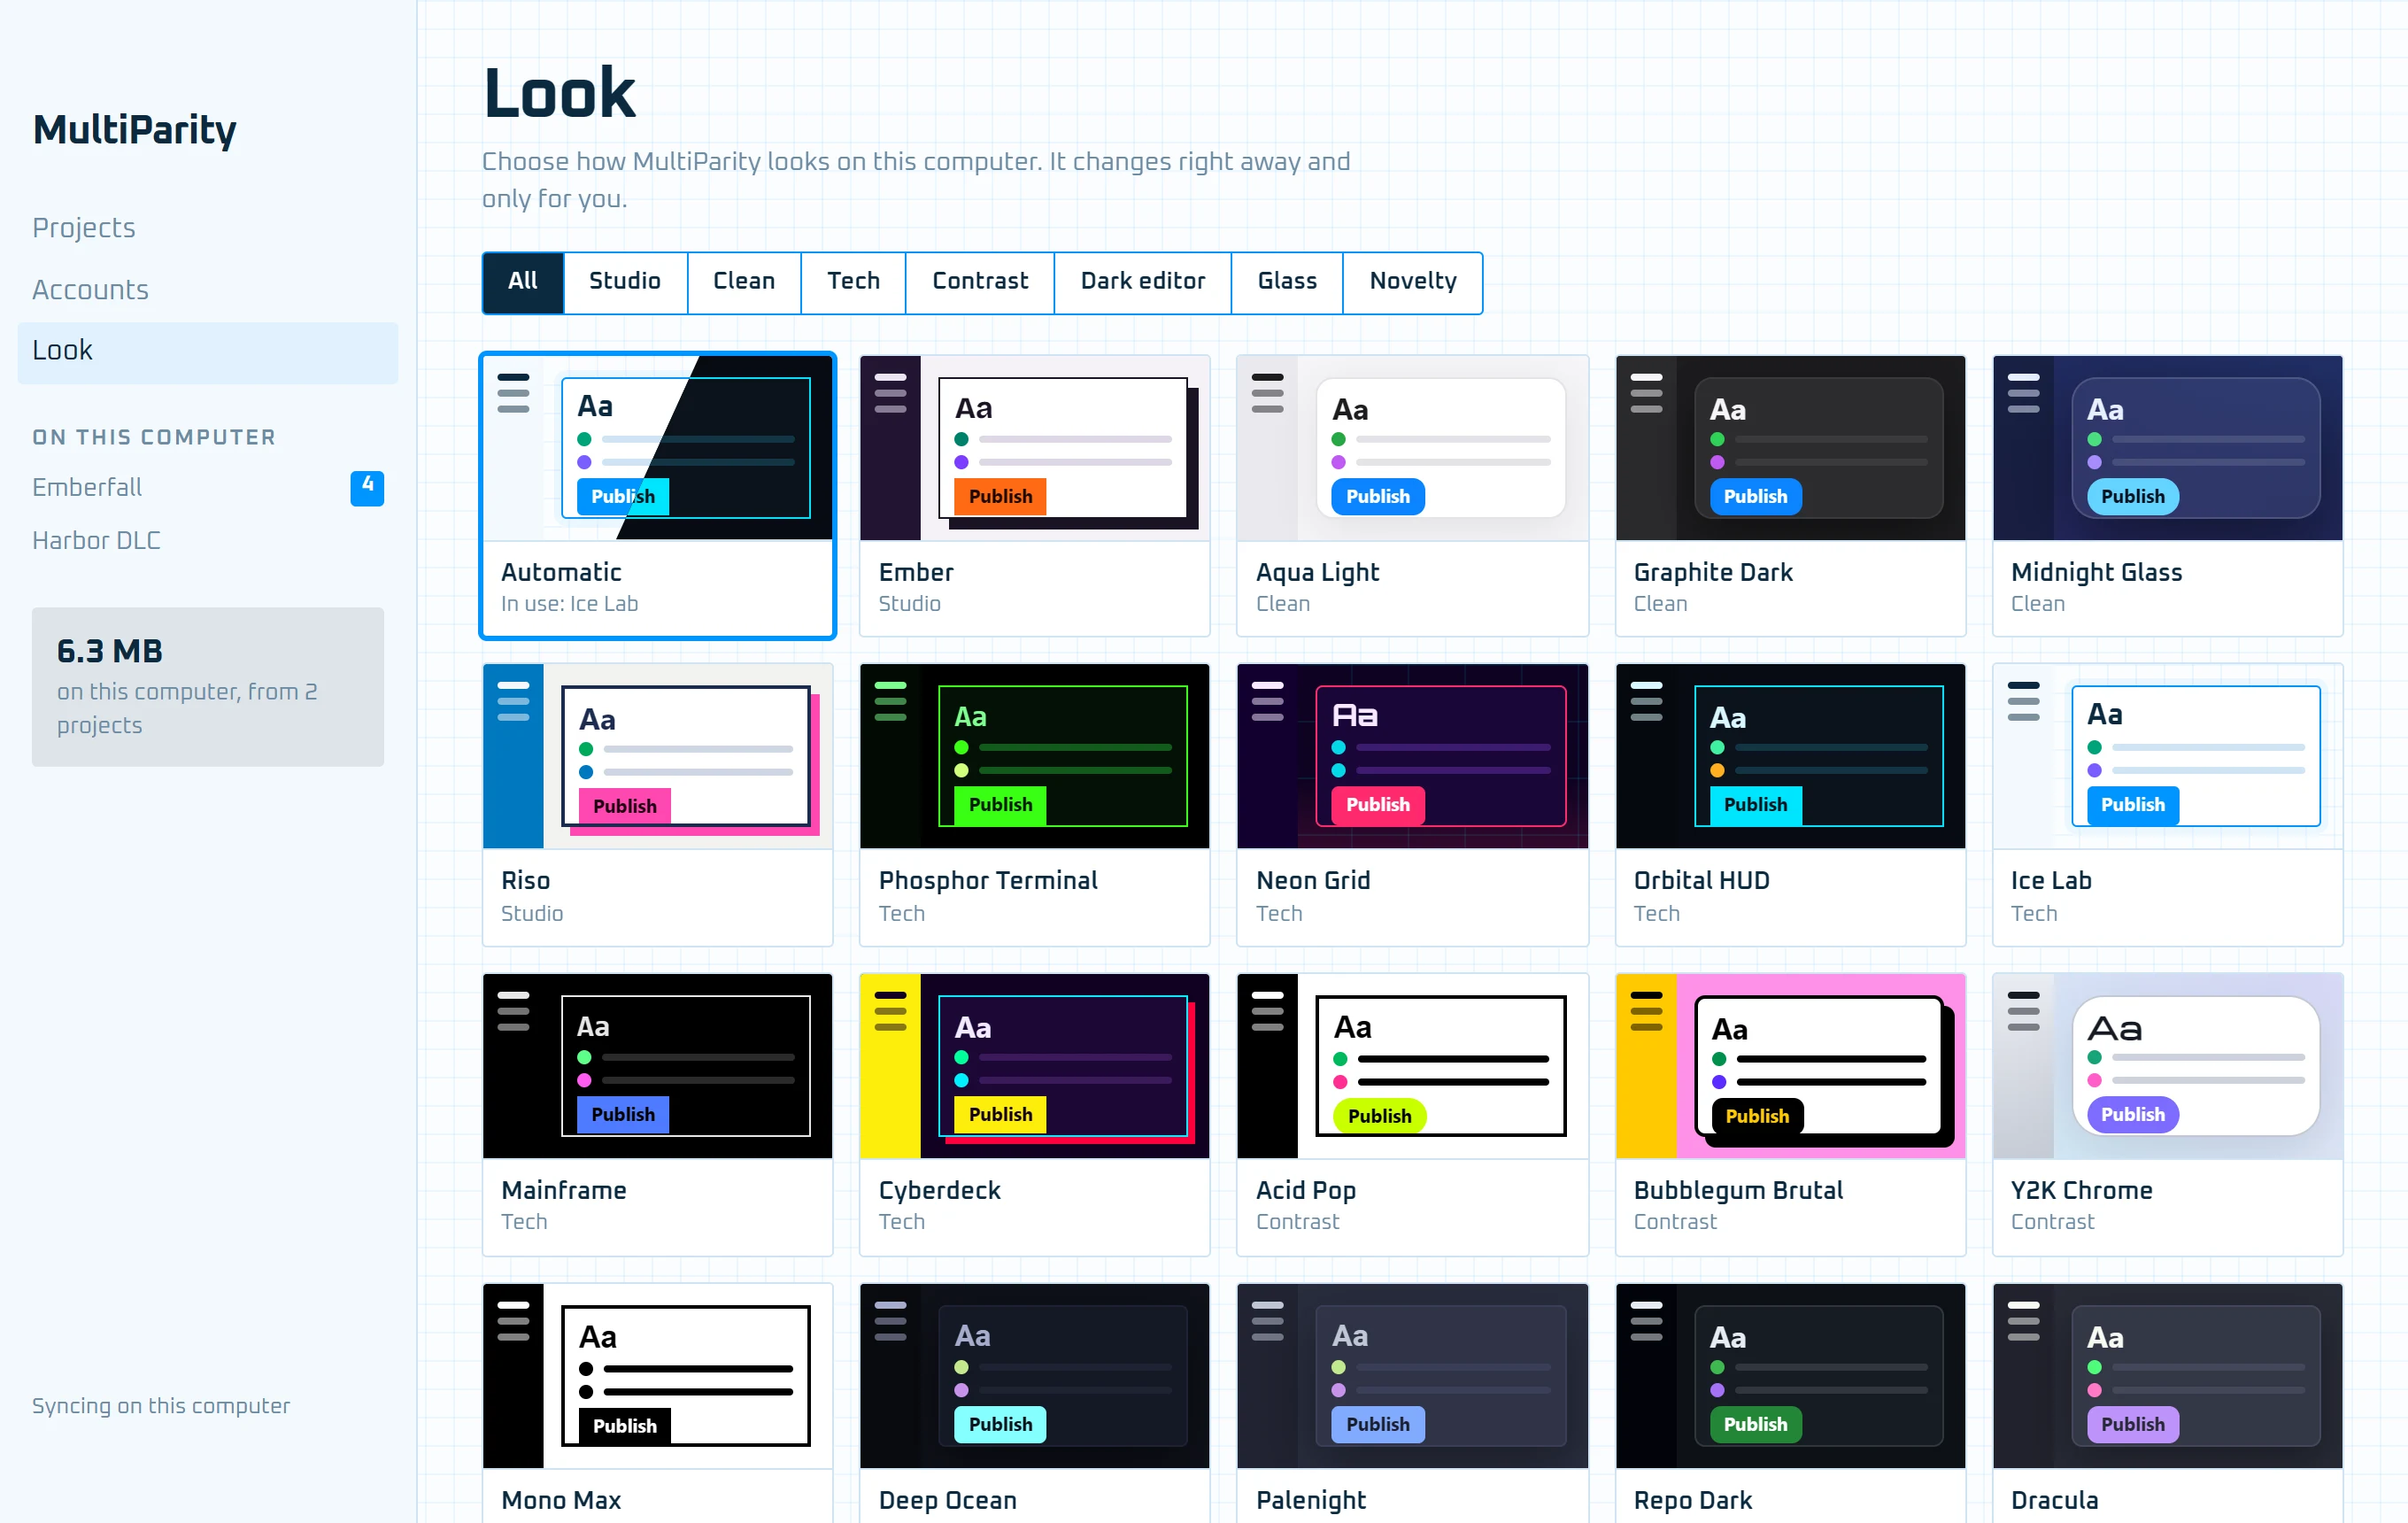 MultiParity
Projects
Accounts
Look
ON THIS COMPUTER
Emberfall
4
Harbor DLC
6.3 MB
on this computer, from 2
projects
Syncing on this computer
Look
Choose how MultiParity looks on this computer. It changes right away and
only for you.
All Studio Clean Tech Contrast Dark editor Glass Novelty
Aa
Publish
Automatic
In use: Ice Lab
Aa
Publish
Ember
Studio
Aa
Publish
Aqua Light
Clean
Aa
Publish
Graphite Dark
Clean
Aa
Publish
Midnight Glass
Clean
Aa
Publish
Riso
Studio
Aa
Publish
Phosphor Terminal
Tech
Aa
Publish
Neon Grid
Tech
Aa
Publish
Orbital HUD
Tech
Aa
Publish
Ice Lab
Tech
Aa
Publish
Mainframe
Tech
Aa
Publish
Cyberdeck
Tech
Aa
Publish
Acid Pop
Contrast
Aa
Publish
Bubblegum Brutal
Contrast
Aa
Publish
Y2K Chrome
Contrast
Aa
Publish
Mono Max
Aa
Publish
Deep Ocean
Aa
Publish
Palenight
Aa
Publish
Repo Dark
Aa
Publish
Dracula